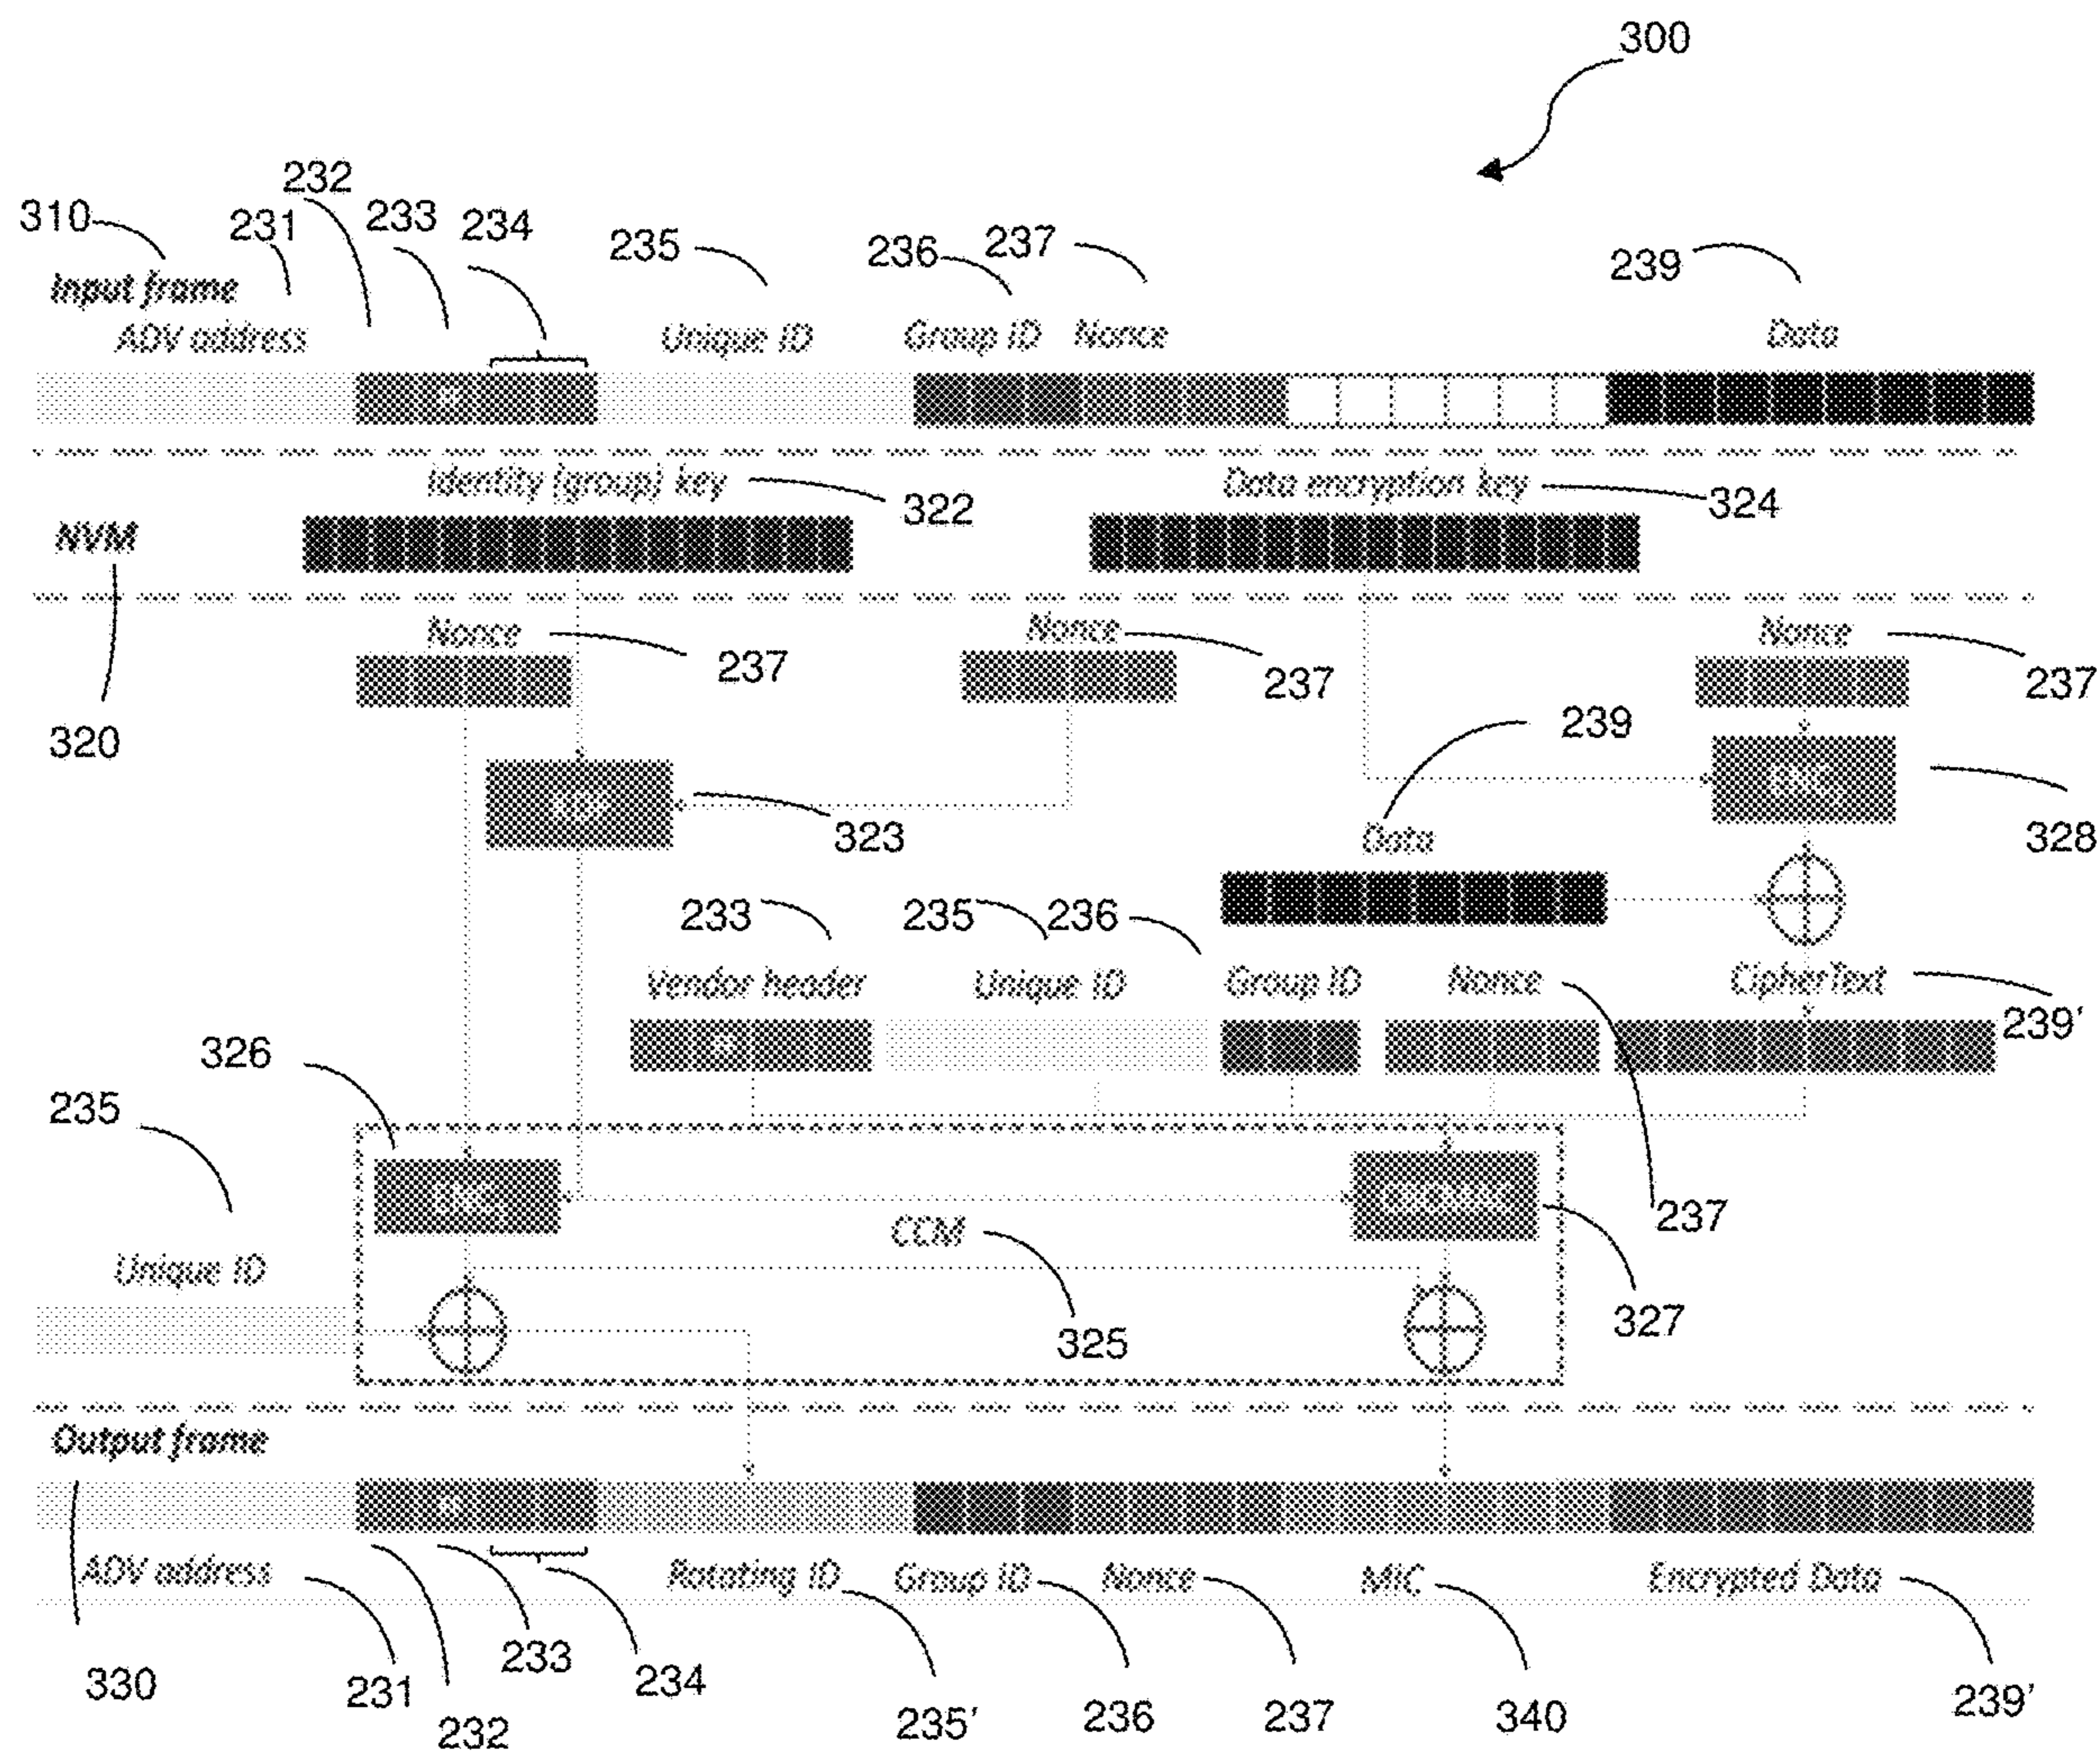 300
232
310 231 233 234 235 236 237 239
Input frame
ADV address Unique ID Group ID Nonce Data
Identity (group) key 322 Data encryption key 324
NVM
Nonce 237 Nonce 237 Nonce 237
320 239
323 328
Data
233 235 236
Vendor header Unique ID Group ID Nonce CipherText 239'
326
235
237
CCM
Unique ID 325 327
Output frame
ADV address Rotating ID Group ID Nonce MIC Encrypted Data
330 231 232 233 234 235' 236 237 340 239'